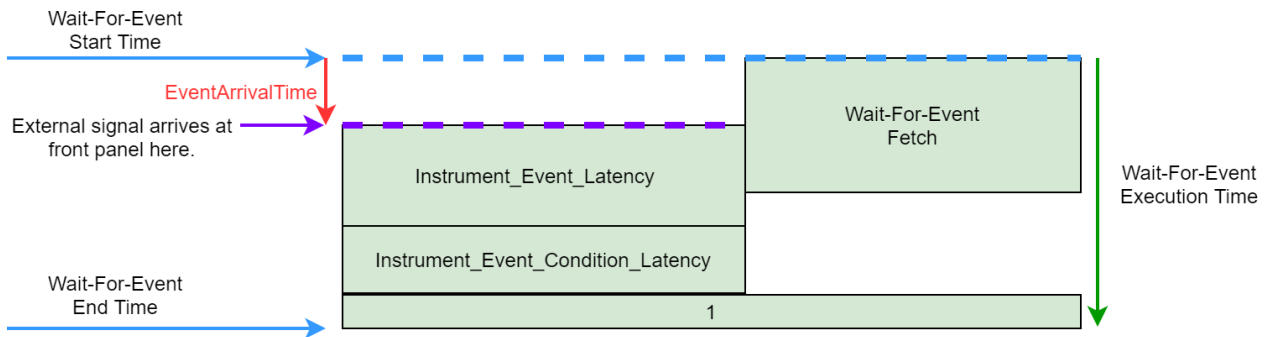 Wait-For-Event
Start Time
EventArrivalTime
External signal arrives at
front panel here.
Instrument_Event_Latency
Wait-For-Event
Fetch
Wait-For-Event
Execution Time
Instrument_Event_Condition_Latency
Wait-For-Event
End Time
1